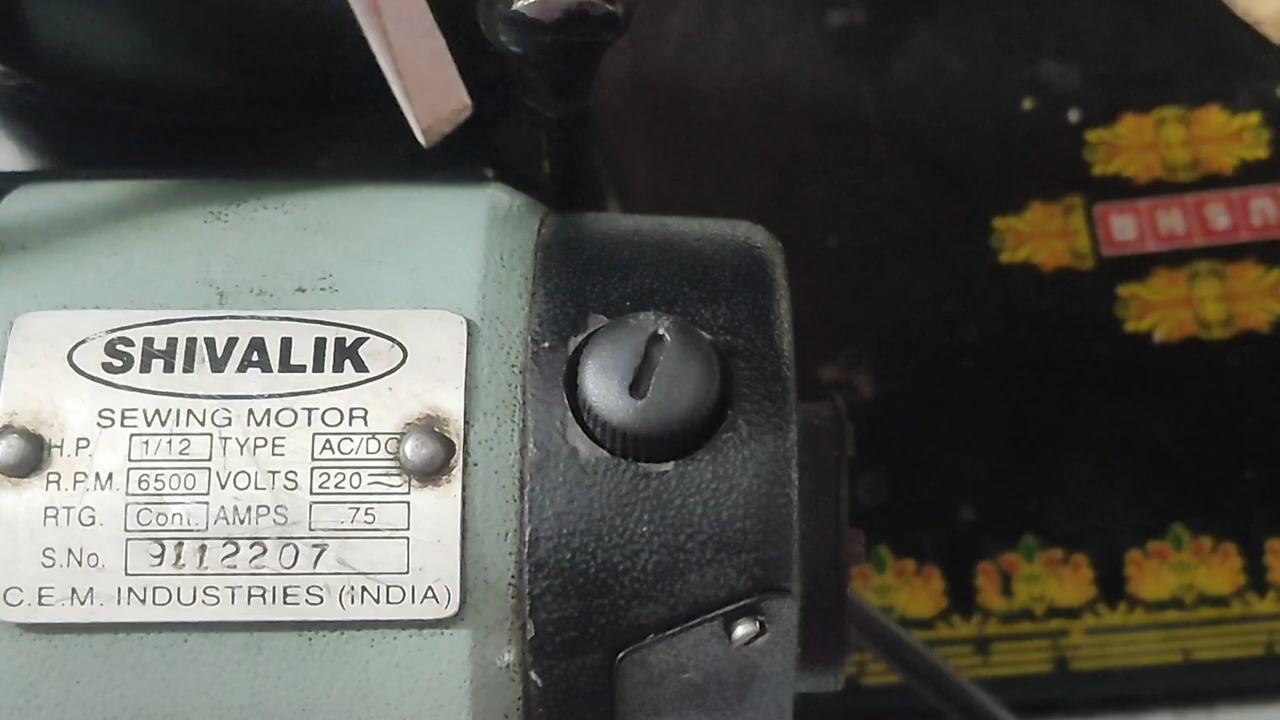 SHIVALIK
SEWING MOTOR
H.P. 1/12 TYPE AC/DC
R.P.M. 6500 VOLTS 220
RTG. Cont. AMPS .75
S.No. 9112207
C.E.M. INDUSTRIES (INDIA)
USHA